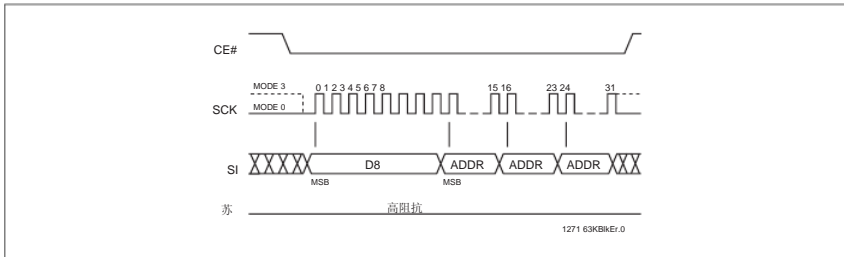 CE#
MODE 3
0 1 2 3 4 5 6 7 8
15 16
23 24
31
SCK
MODE 0
SI
D8
ADDR
ADDR
ADDR
MSB
MSB
苏
高阻抗
1271 63KBlkEr.0